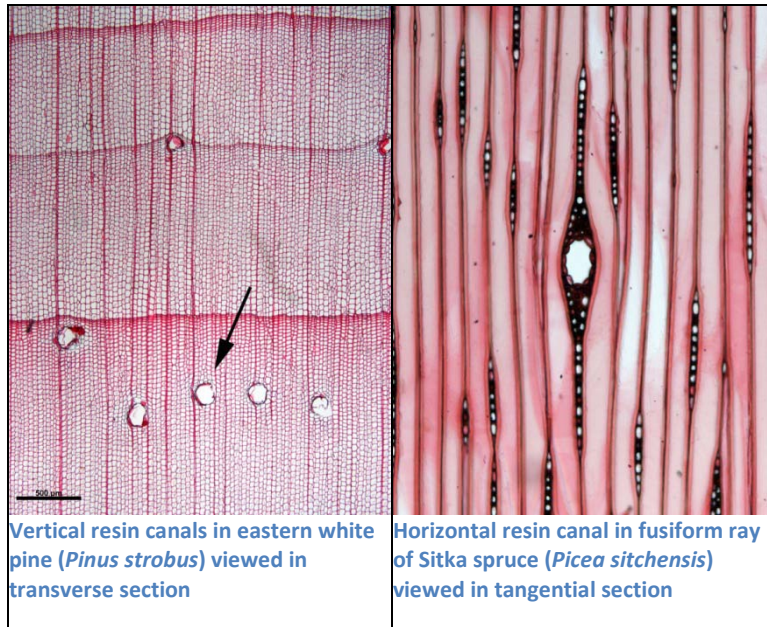 500 µm
Vertical resin canals in eastern white
pine (Pinus strobus) viewed in
transverse section
Horizontal resin canal in fusiform ray
of Sitka spruce (Picea sitchensis)
viewed in tangential section